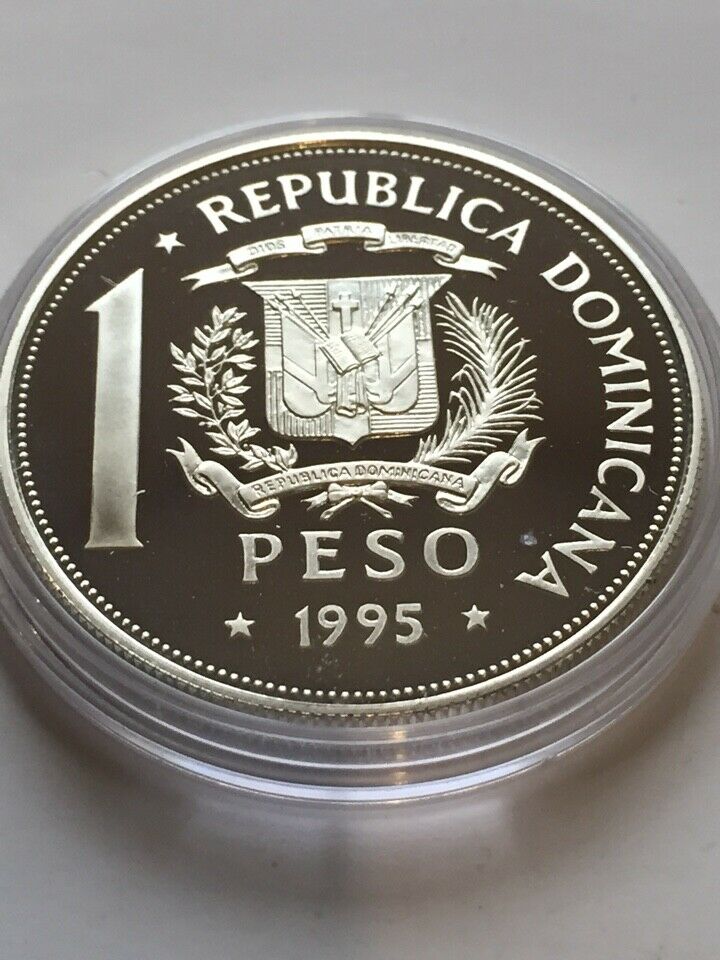 REPUBLICA DOMINICANA
DIOS PATRIA LIBERTAD
1
REPUBLICA DOMINICANA
PESO
1995